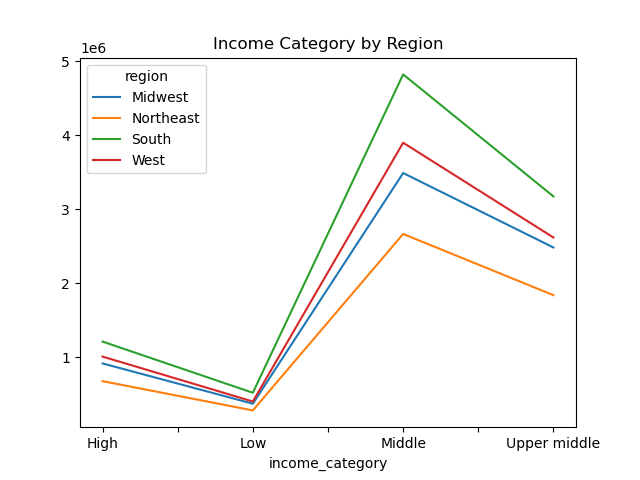 Income Category by Region
1e6
region
Midwest
Northeast
South
West
5
4
3
2
1
High
Low
Middle
Upper middle
income_category